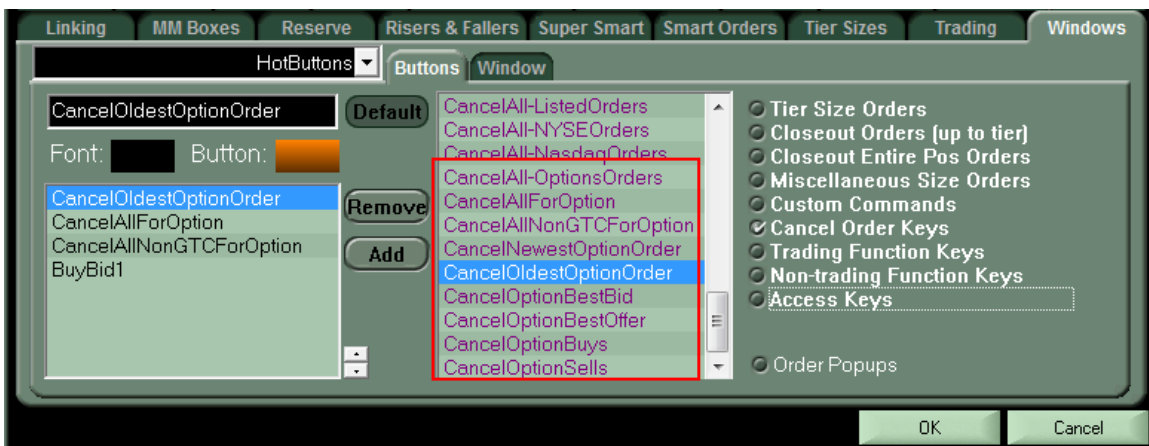 Linking MM Boxes Reserve Risers & Fallers Super Smart Smart Orders Tier Sizes Trading Windows
HotButtons Buttons Window
CancelOldestOptionOrder Default
Font: Button:
CancelOldestOptionOrder
CancelAllForOption
CancelAllNonGTCForOption
BuyBid1
Remove
Add
CancelAll-ListedOrders
CancelAll-NYSEOrders
CancelAll-NasdaqOrders
CancelAll-OptionsOrders
CancelAllForOption
CancelAllNonGTCForOption
CancelNewestOptionOrder
CancelOldestOptionOrder
CancelOptionBestBid
CancelOptionBestOffer
CancelOptionBuys
CancelOptionSells
Tier Size Orders
Closeout Orders (up to tier)
Closeout Entire Pos Orders
Miscellaneous Size Orders
Custom Commands
Cancel Order Keys
Trading Function Keys
Non-trading Function Keys
Access Keys
Order Popups
OK Cancel